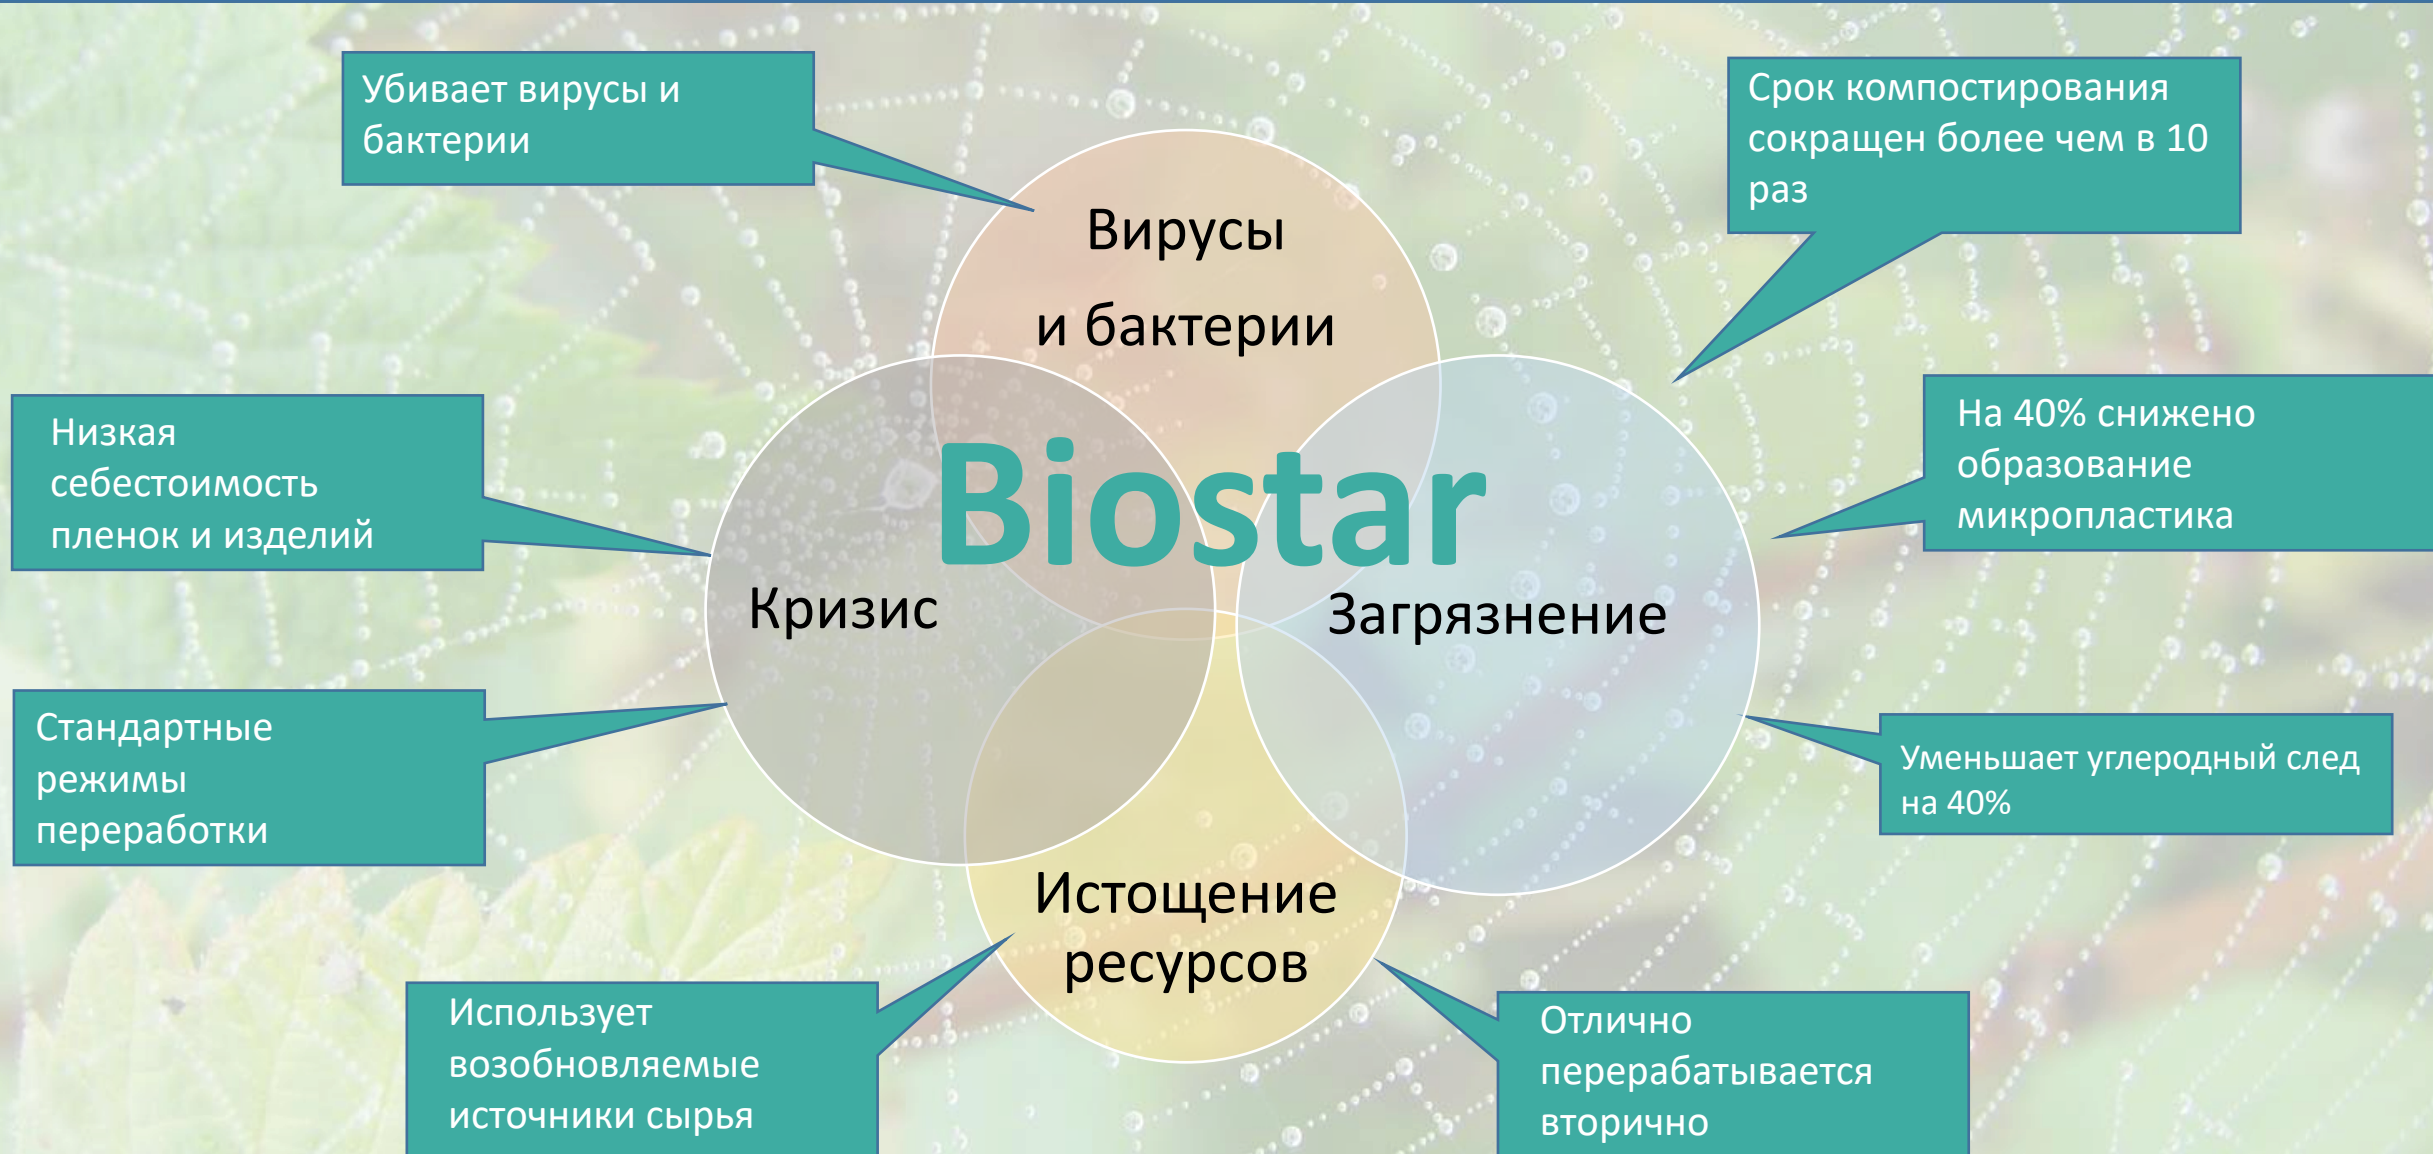 Убивает вирусы и
бактерии
Срок компостирования
сокращен более чем в 10
раз
Вирусы
и бактерии
Низкая
себестоимость
пленок и изделий
На 40% снижено
образование
микропластика
Biostar
Кризис
Загрязнение
Стандартные
режимы
переработки
Уменьшает углеродный след
на 40%
Истощение
ресурсов
Использует
возобновляемые
источники сырья
Отлично
перерабатывается
вторично